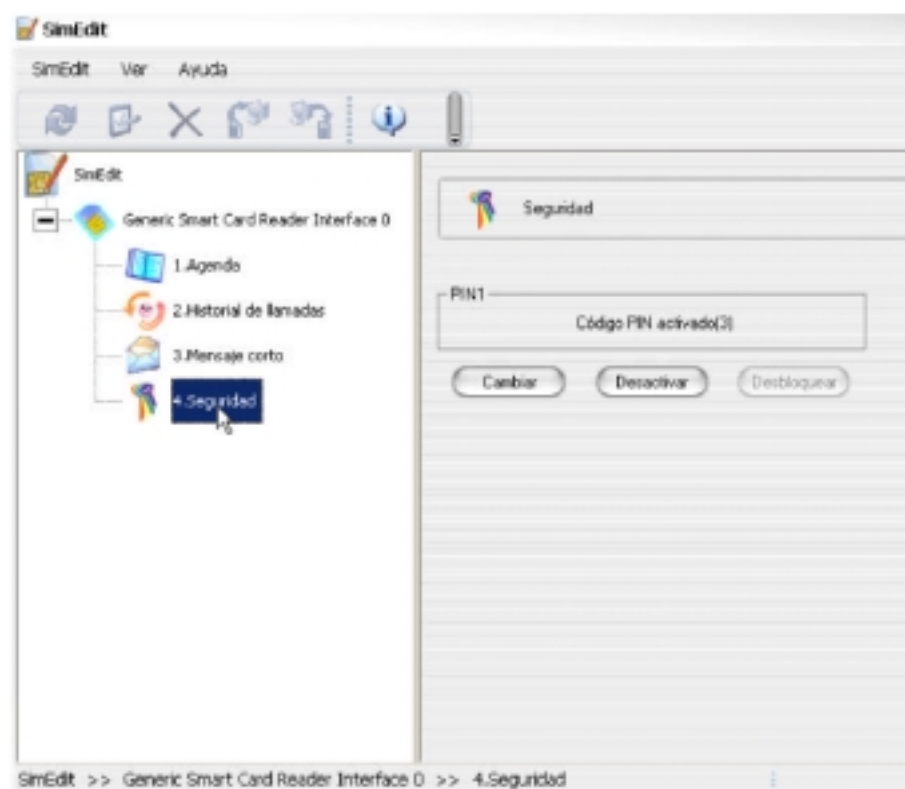 SimEdit
SimEdit Ver Ayuda
SimEdit
Generic Smart Card Reader Interface 0
1.Agenda
2.Historial de llamadas
3.Mensaje corto
4.Seguridad
Seguridad
PIN1
Código PIN activado(3)
Cambiar Desactivar Desbloquear
SimEdit >> Generic Smart Card Reader Interface 0 >> 4.Seguridad